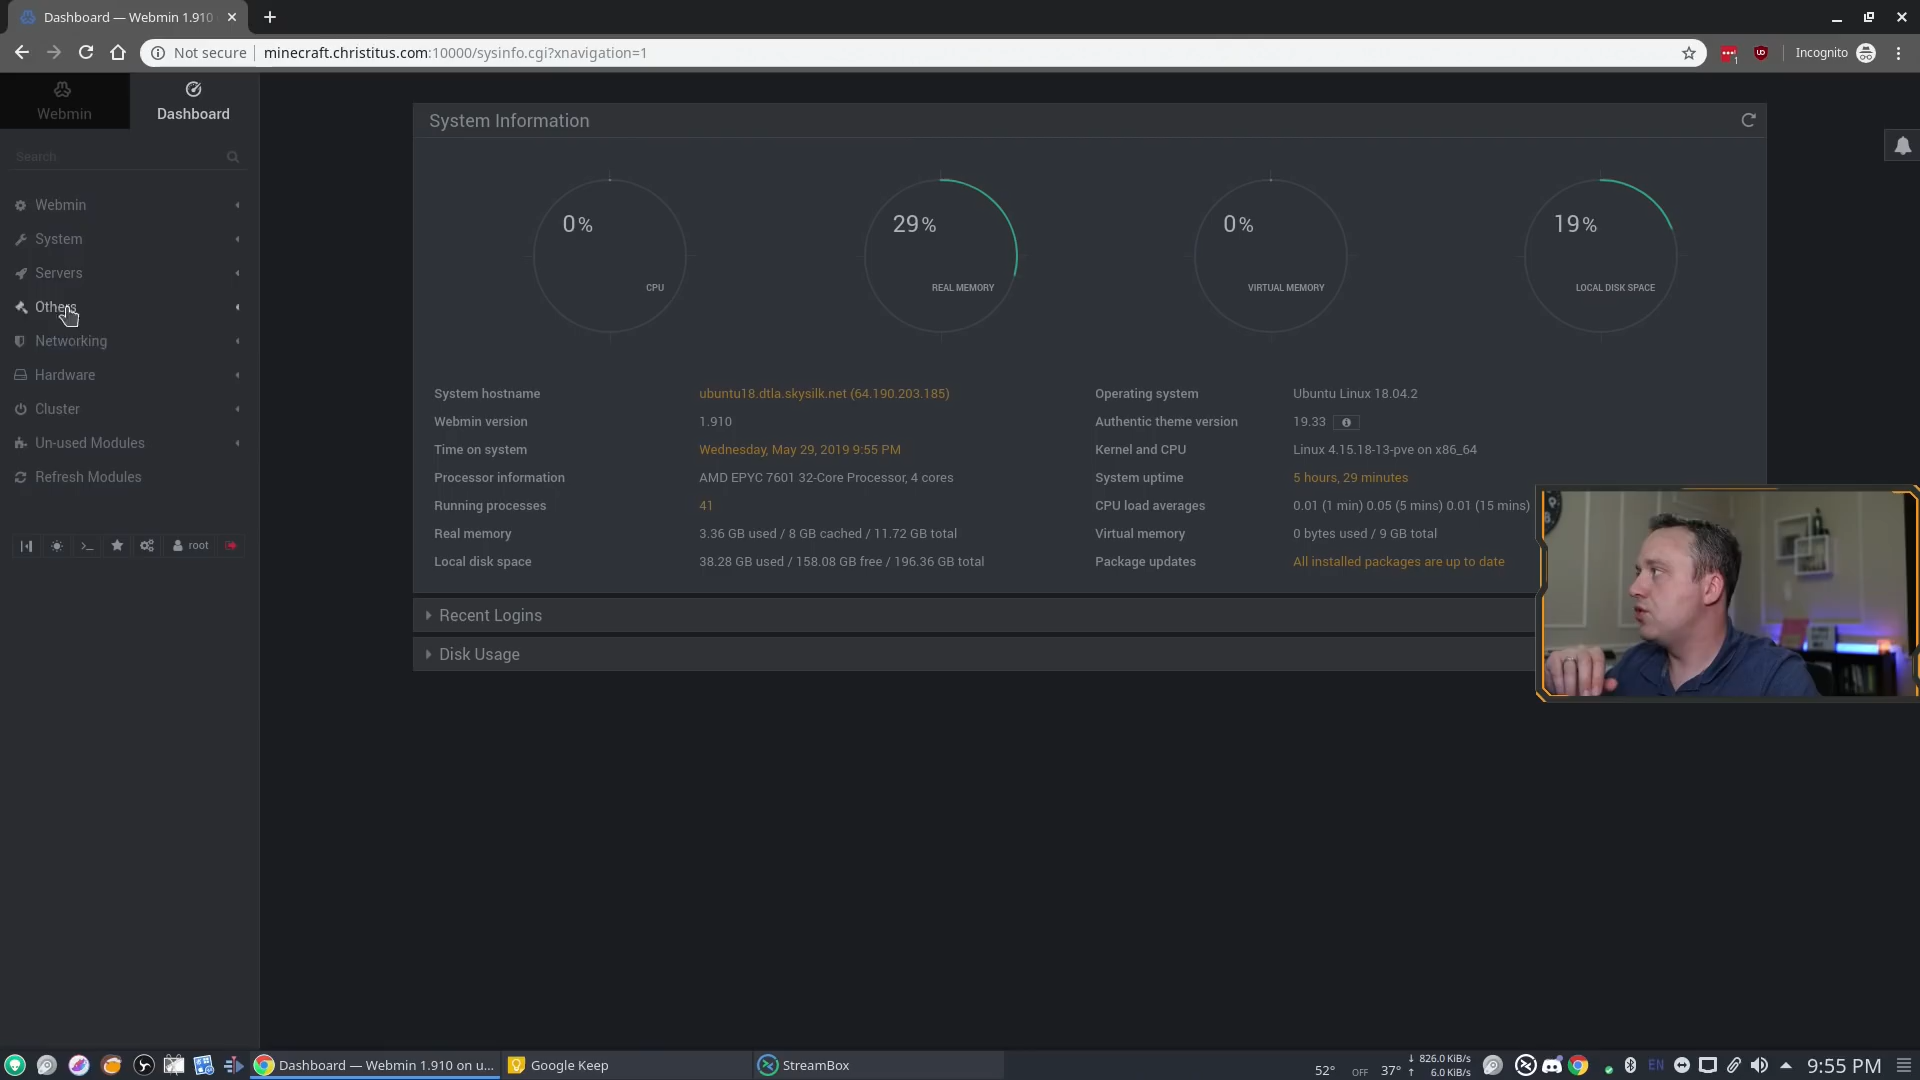 Dashboard — Webmin 1.910
Not secure
minecraft.christitus.com:10000/sysinfo.cgi?xnavigation=1
1
Incognito
Webmin
Dashboard
Search
Webmin
System
Servers
Others
Networking
Hardware
Cluster
Un-used Modules
Refresh Modules
root
System Information
0%
CPU
29%
REAL MEMORY
0%
VIRTUAL MEMORY
19%
LOCAL DISK SPACE
System hostname
ubuntu18.dtla.skysilk.net (64.190.203.185)
Operating system
Ubuntu Linux 18.04.2
Webmin version
1.910
Authentic theme version
19.33
Time on system
Wednesday, May 29, 2019 9:55 PM
Kernel and CPU
Linux 4.15.18-13-pve on x86_64
Processor information
AMD EPYC 7601 32-Core Processor, 4 cores
System uptime
5 hours, 29 minutes
Running processes
41
CPU load averages
0.01 (1 min) 0.05 (5 mins) 0.01 (15 mins)
Real memory
3.36 GB used / 8 GB cached / 11.72 GB total
Virtual memory
0 bytes used / 9 GB total
Local disk space
38.28 GB used / 158.08 GB free / 196.36 GB total
Package updates
All installed packages are up to date
Recent Logins
Disk Usage
Dashboard — Webmin 1.910 on u...
Google Keep
StreamBox
52°
OFF
37°
↓ 826.0 KiB/s
↑ 6.0 KiB/s
EN
9:55 PM